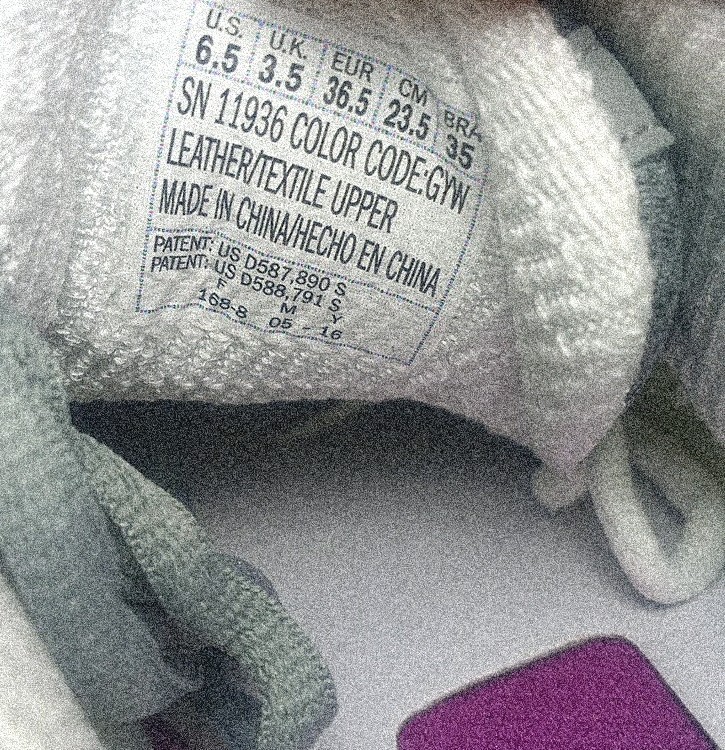 U.S. U.K. EUR CM BRA
6.5 3.5 36.5 23.5 35
SN 11936 COLOR CODE:GYW
LEATHER/TEXTILE UPPER
MADE IN CHINA/HECHO EN CHINA
PATENT: US D587,890 S
PATENT: US D588,791 S
F M Y
168-8 05 - 16